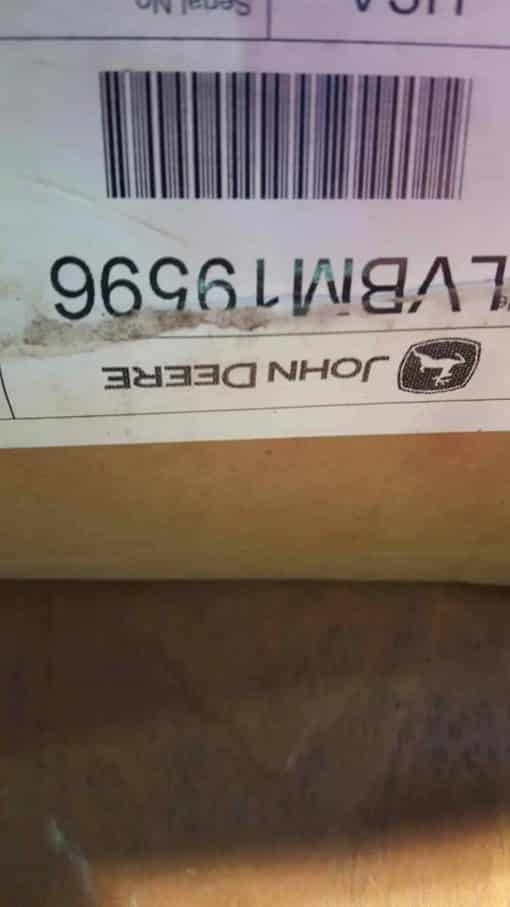 JOHN DEERE
LVBM19596
USA Serial No